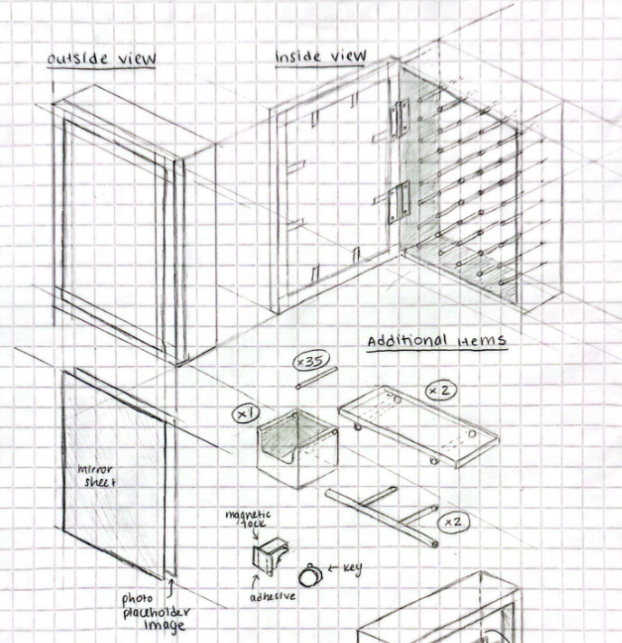 outside view
inside view
Additional items
x35
x1
x2
mirror
sheet
magnetic
lock
x2
← key
adhesive
photo
placeholder
image